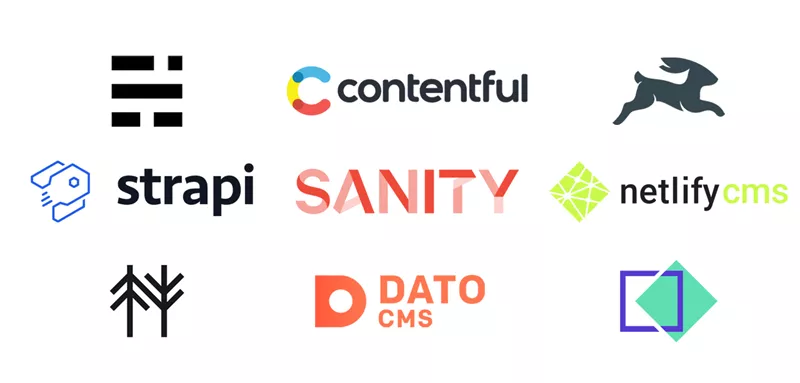 contentful
strapi
SANITY
netlifycms
DATO
CMS